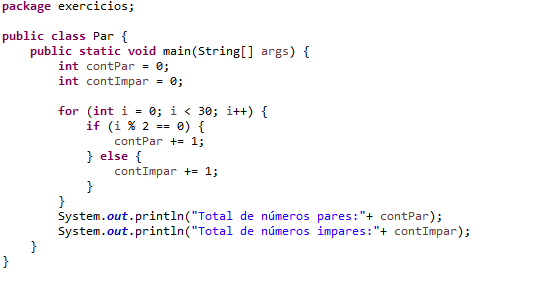 package exercicios;

public class Par {
    public static void main(String[] args) {
        int contPar = 0;
        int contImpar = 0;

        for (int i = 0; i < 30; i++) {
            if (i % 2 == 0) {
                contPar += 1;
            } else {
                contImpar += 1;
            }
        }
        System.out.println("Total de números pares:"+ contPar);
        System.out.println("Total de números impares:"+ contImpar);
    }
}